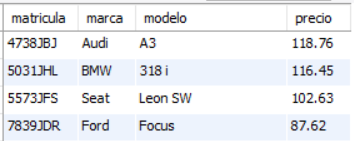 matricula marca modelo precio
4738JBJ Audi A3 118.76
5031JHL BMW 318 i 116.45
5573JFS Seat Leon SW 102.63
7839JDR Ford Focus 87.62